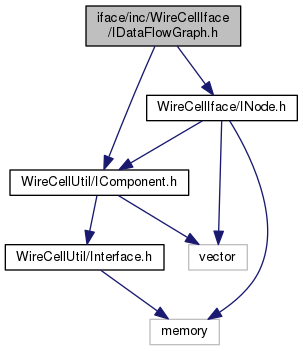 iface/inc/WireCellIface
/IDataFlowGraph.h
WireCellIface/INode.h
WireCellUtil/IComponent.h
WireCellUtil/Interface.h
vector
memory